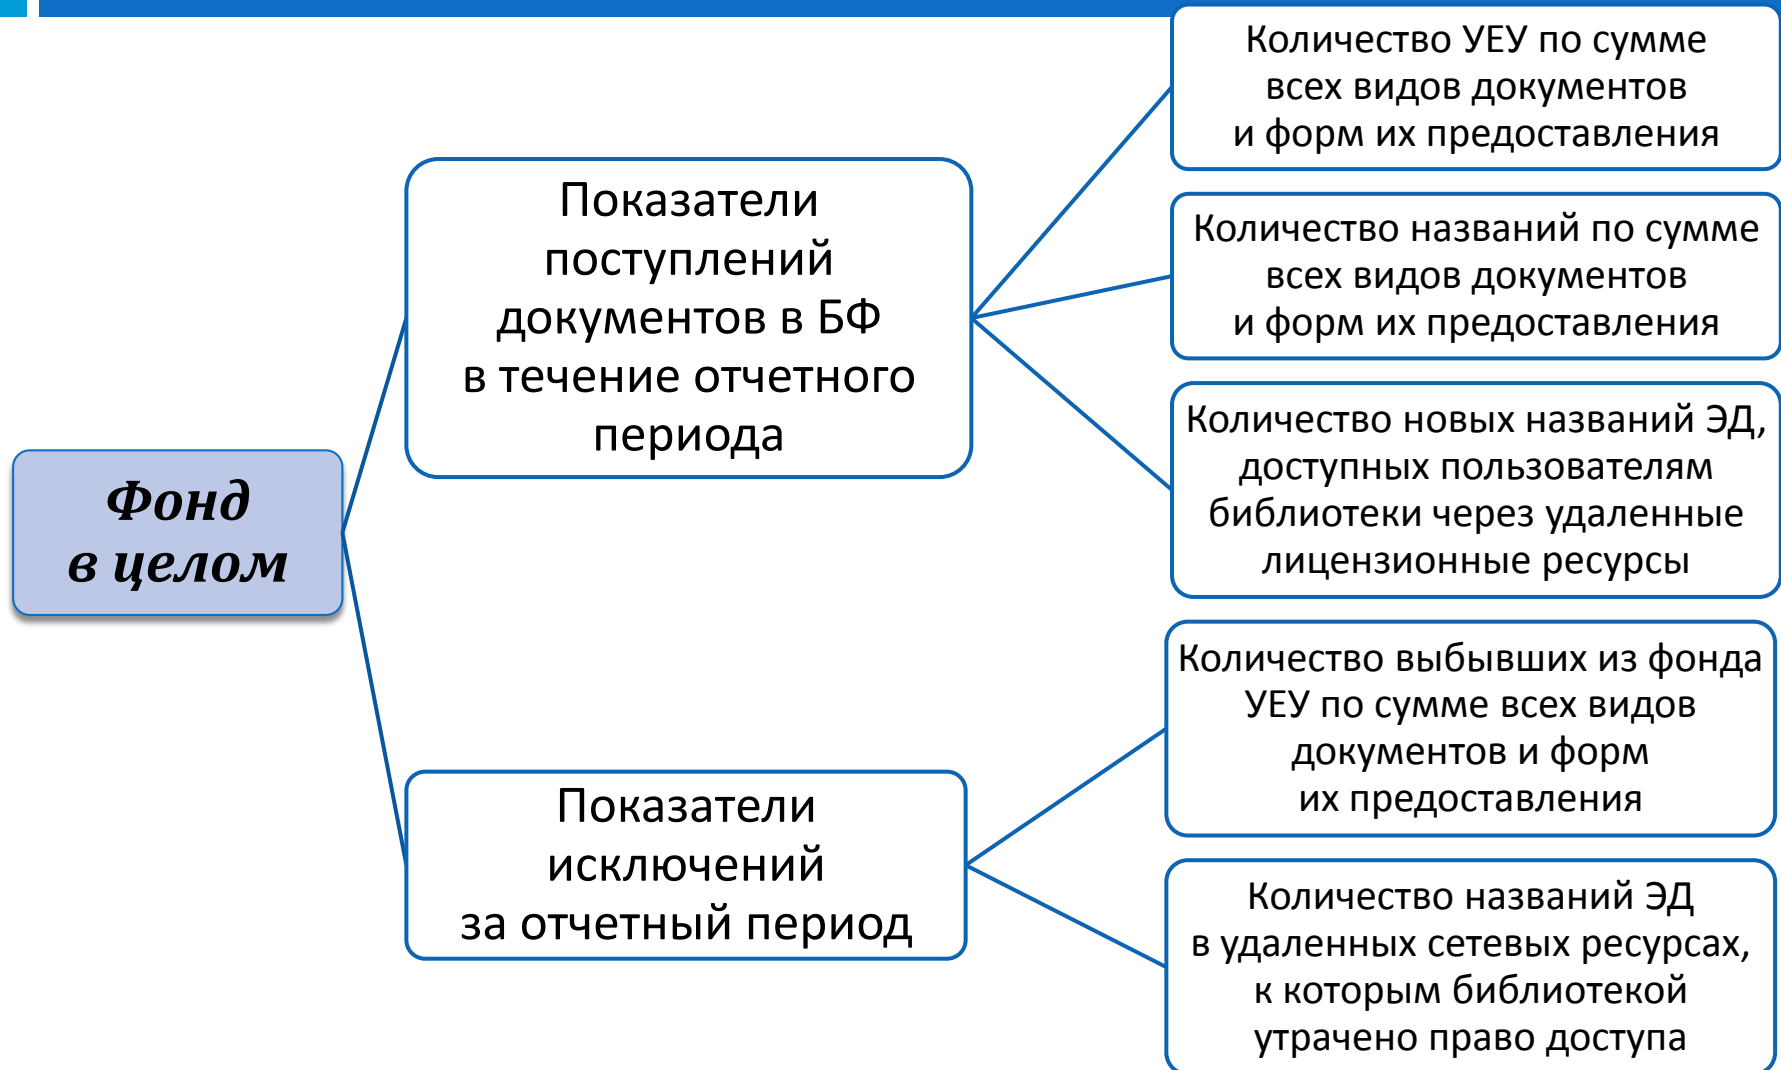 Фонд
в целом
Показатели
поступлений
документов в БФ
в течение отчетного
периода
Количество УЕУ по сумме
всех видов документов
и форм их предоставления
Количество названий по сумме
всех видов документов
и форм их предоставления
Количество новых названий ЭД,
доступных пользователям
библиотеки через удаленные
лицензионные ресурсы
Показатели
исключений
за отчетный период
Количество выбывших из фонда
УЕУ по сумме всех видов
документов и форм
их предоставления
Количество названий ЭД
в удаленных сетевых ресурсах,
к которым библиотекой
утрачено право доступа